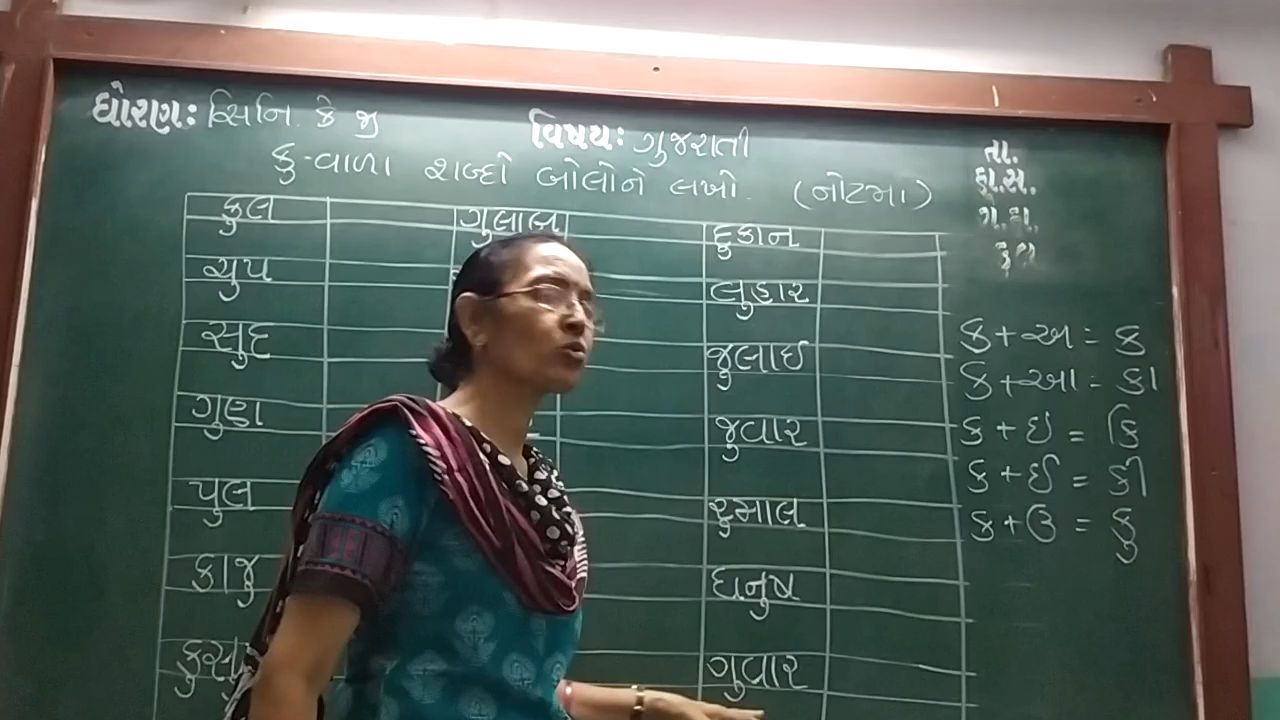 ધોરણઃ સિનિ. કે જી
વિષયઃ ગુજરાતી
તા.
કુ-વાળા શબ્દો બોલીને લખો. (નોટમા)
હા.સ.
ગે.હા.
કુલ
ફુલ
ચુપ
સુદ
ગુણ
પુલ
કાજુ
ગુલાબ
દુકાન
લુહાર
જુલાઈ
જુવાર
રુમાલ
ધનુષ
ગુવાર
ક + અ = ક
ક + આ = કા
ક + ઇ = કિ
ક + ઈ = કી
ક + ઉ = કુ